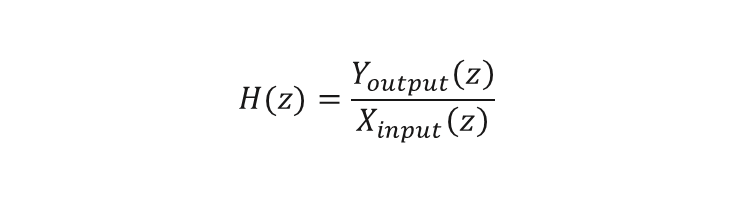 H(z) = Y_output(z) / X_input(z)